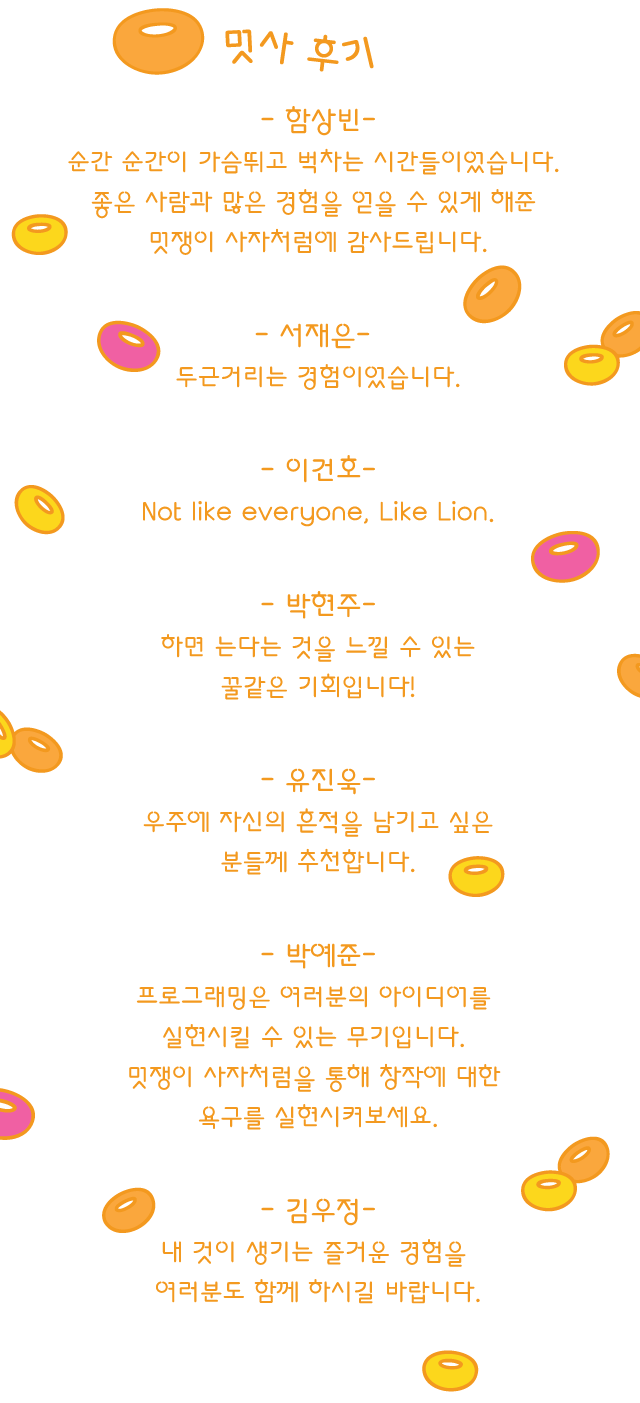 멋사 후기
- 함상빈-
순간 순간이 가슴뛰고 벅차는 시간들이었습니다.
좋은 사람과 많은 경험을 얻을 수 있게 해준
멋쟁이 사자처럼에 감사드립니다.
- 서재은-
두근거리는 경험이었습니다.
- 이건호-
Not like everyone, Like Lion.
- 박현주-
하면 는다는 것을 느낄 수 있는
꿀같은 기회입니다!
- 유진욱-
우주에 자신의 흔적을 남기고 싶은
분들께 추천합니다.
- 박예준-
프로그래밍은 여러분의 아이디어를
실현시킬 수 있는 무기입니다.
멋쟁이 사자처럼을 통해 창작에 대한
욕구를 실현시켜보세요.
- 김우정-
내 것이 생기는 즐거운 경험을
여러분도 함께 하시길 바랍니다.